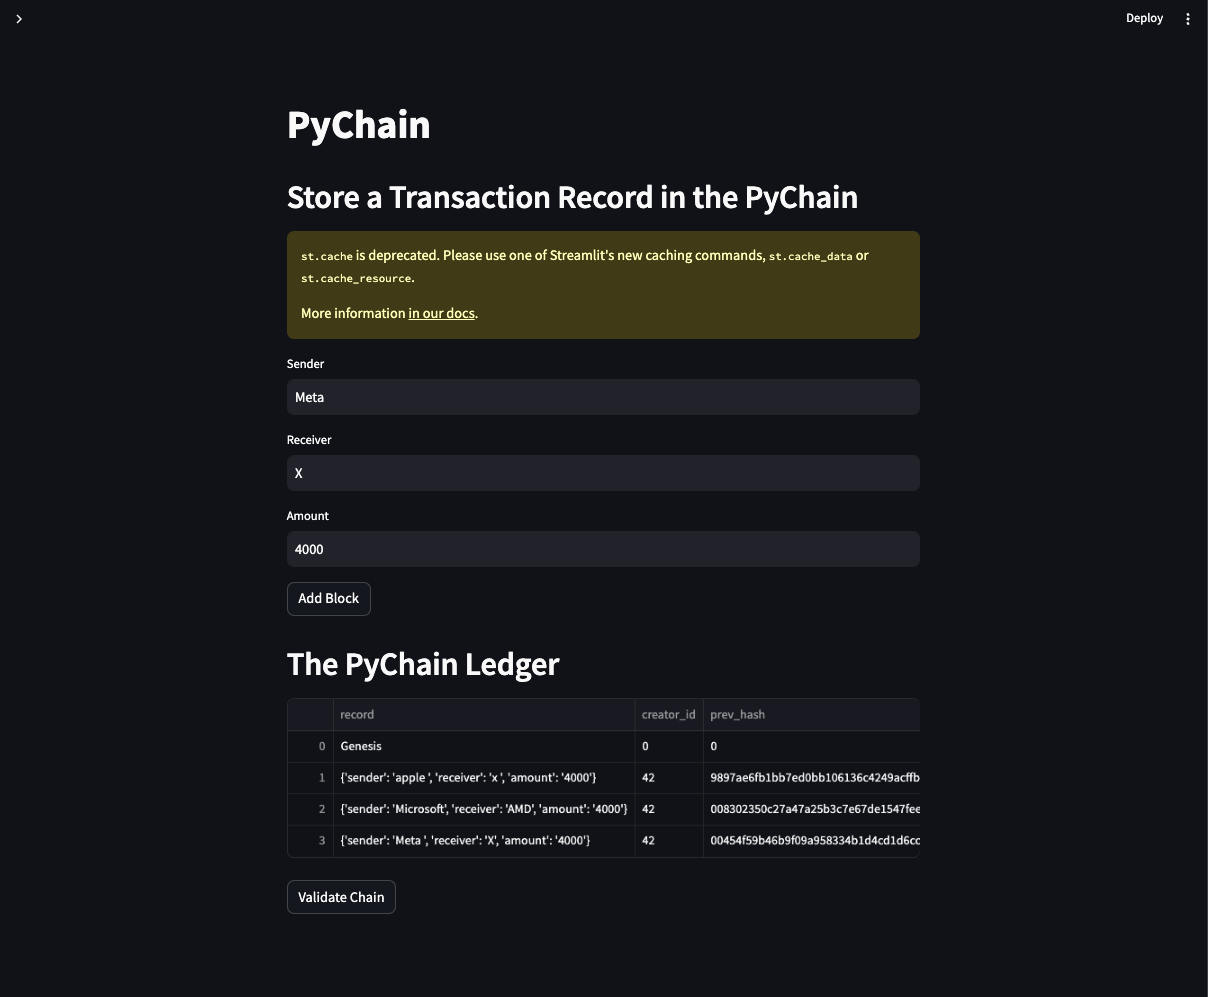 Deploy
PyChain
Store a Transaction Record in the PyChain
st.cache is deprecated. Please use one of Streamlit's new caching commands, st.cache_data or
st.cache_resource.
More information in our docs.
Sender
Meta
Receiver
X
Amount
4000
Add Block
The PyChain Ledger
record creator_id prev_hash
0 Genesis 0 0
1 {'sender': 'apple ', 'receiver': 'x ', 'amount': '4000'} 42 9897ae6fb1bb7ed0bb106136c4249acffb
2 {'sender': 'Microsoft', 'receiver': 'AMD', 'amount': '4000'} 42 008302350c27a47a25b3c7e67de1547fee
3 {'sender': 'Meta ', 'receiver': 'X', 'amount': '4000'} 42 00454f59b46b9f09a958334b1d4cd1d6cc
Validate Chain